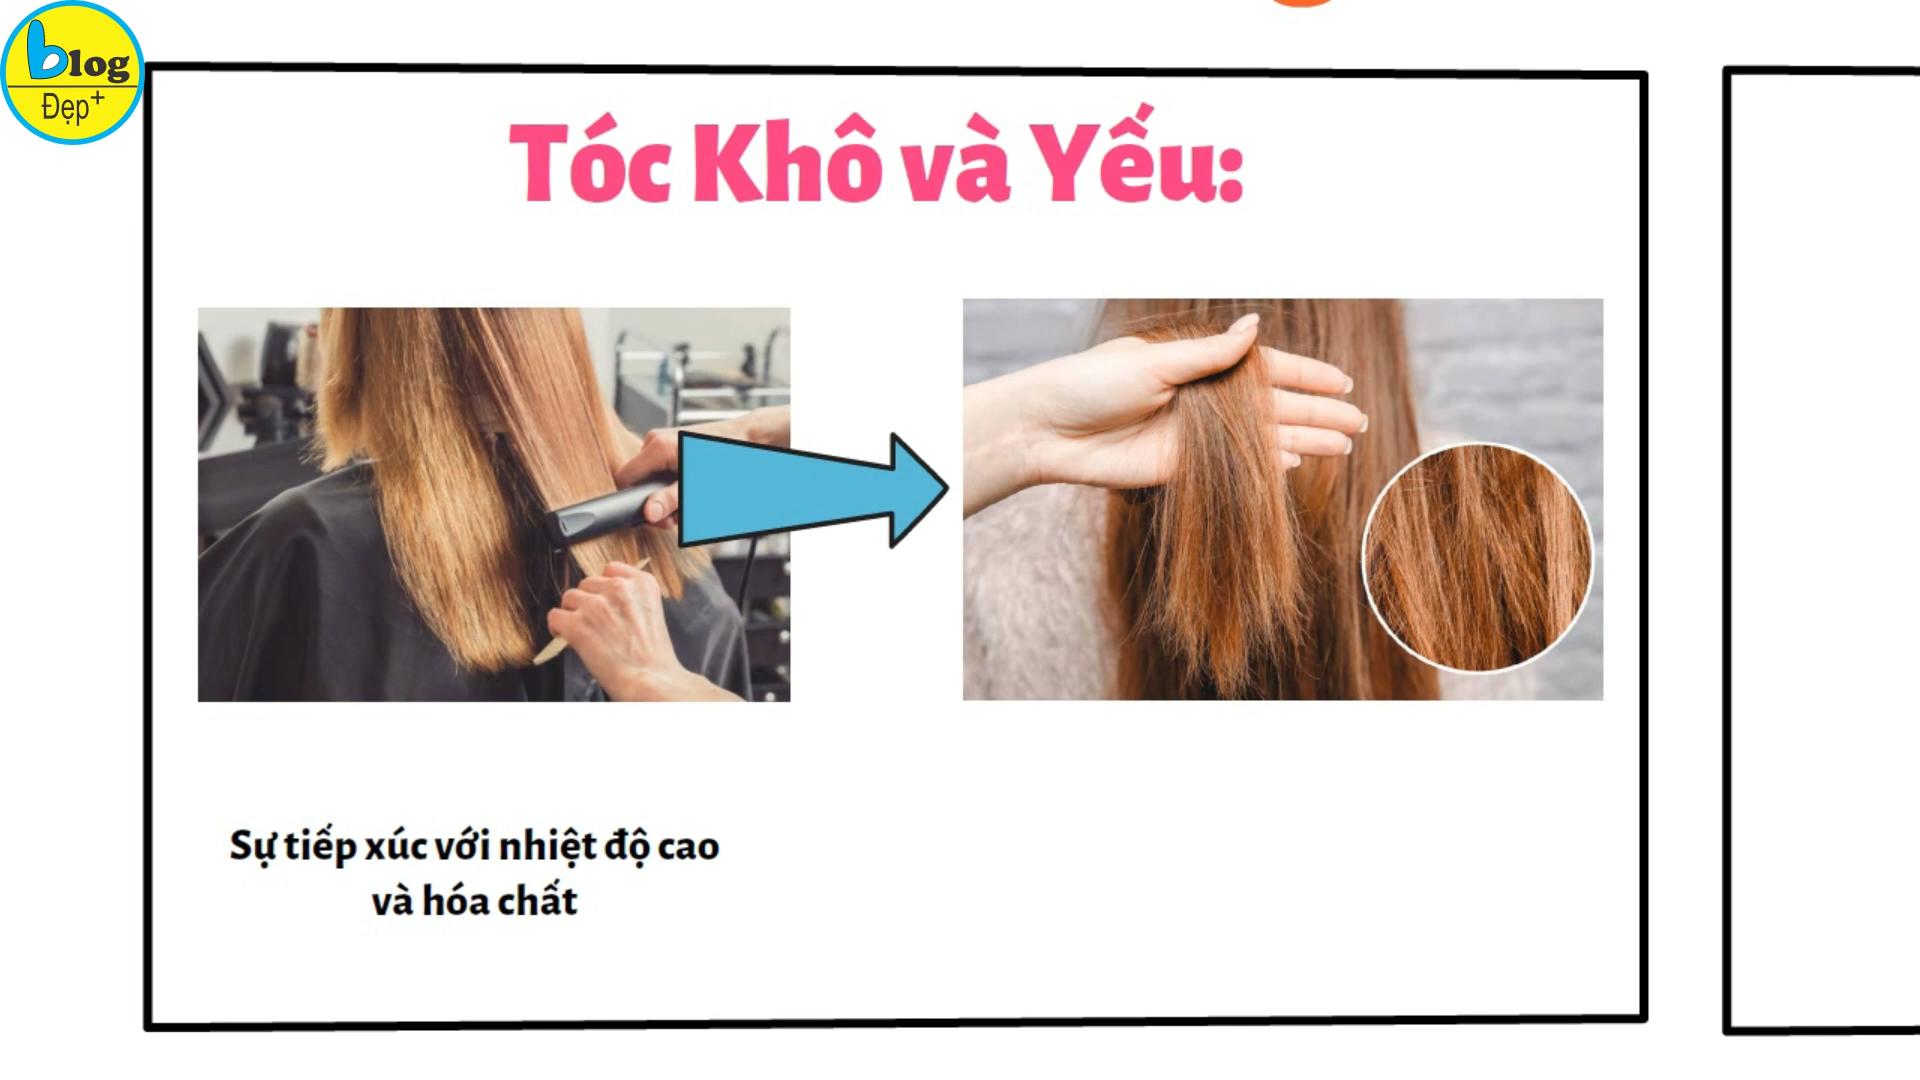 blog
Đẹp+
Tóc Khô và Yếu:
Sự tiếp xúc với nhiệt độ cao
và hóa chất